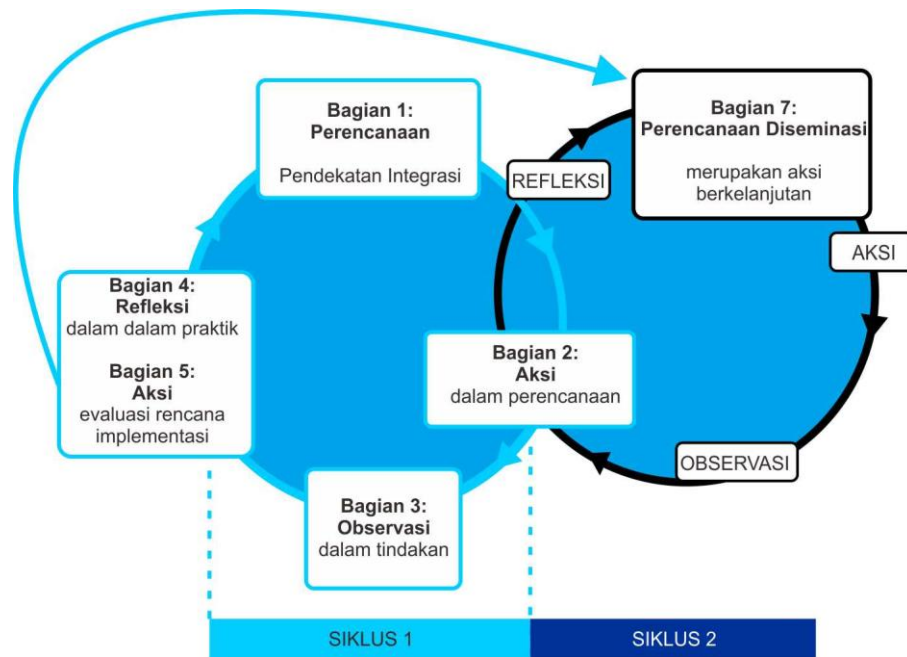 Bagian 1:
Perencanaan
Pendekatan Integrasi
Bagian 7:
Perencanaan Diseminasi
merupakan aksi
berkelanjutan
REFLEKSI
AKSI
Bagian 4:
Refleksi
dalam dalam praktik
Bagian 5:
Aksi
evaluasi rencana
implementasi
Bagian 2:
Aksi
dalam perencanaan
OBSERVASI
Bagian 3:
Observasi
dalam tindakan
SIKLUS 1
SIKLUS 2